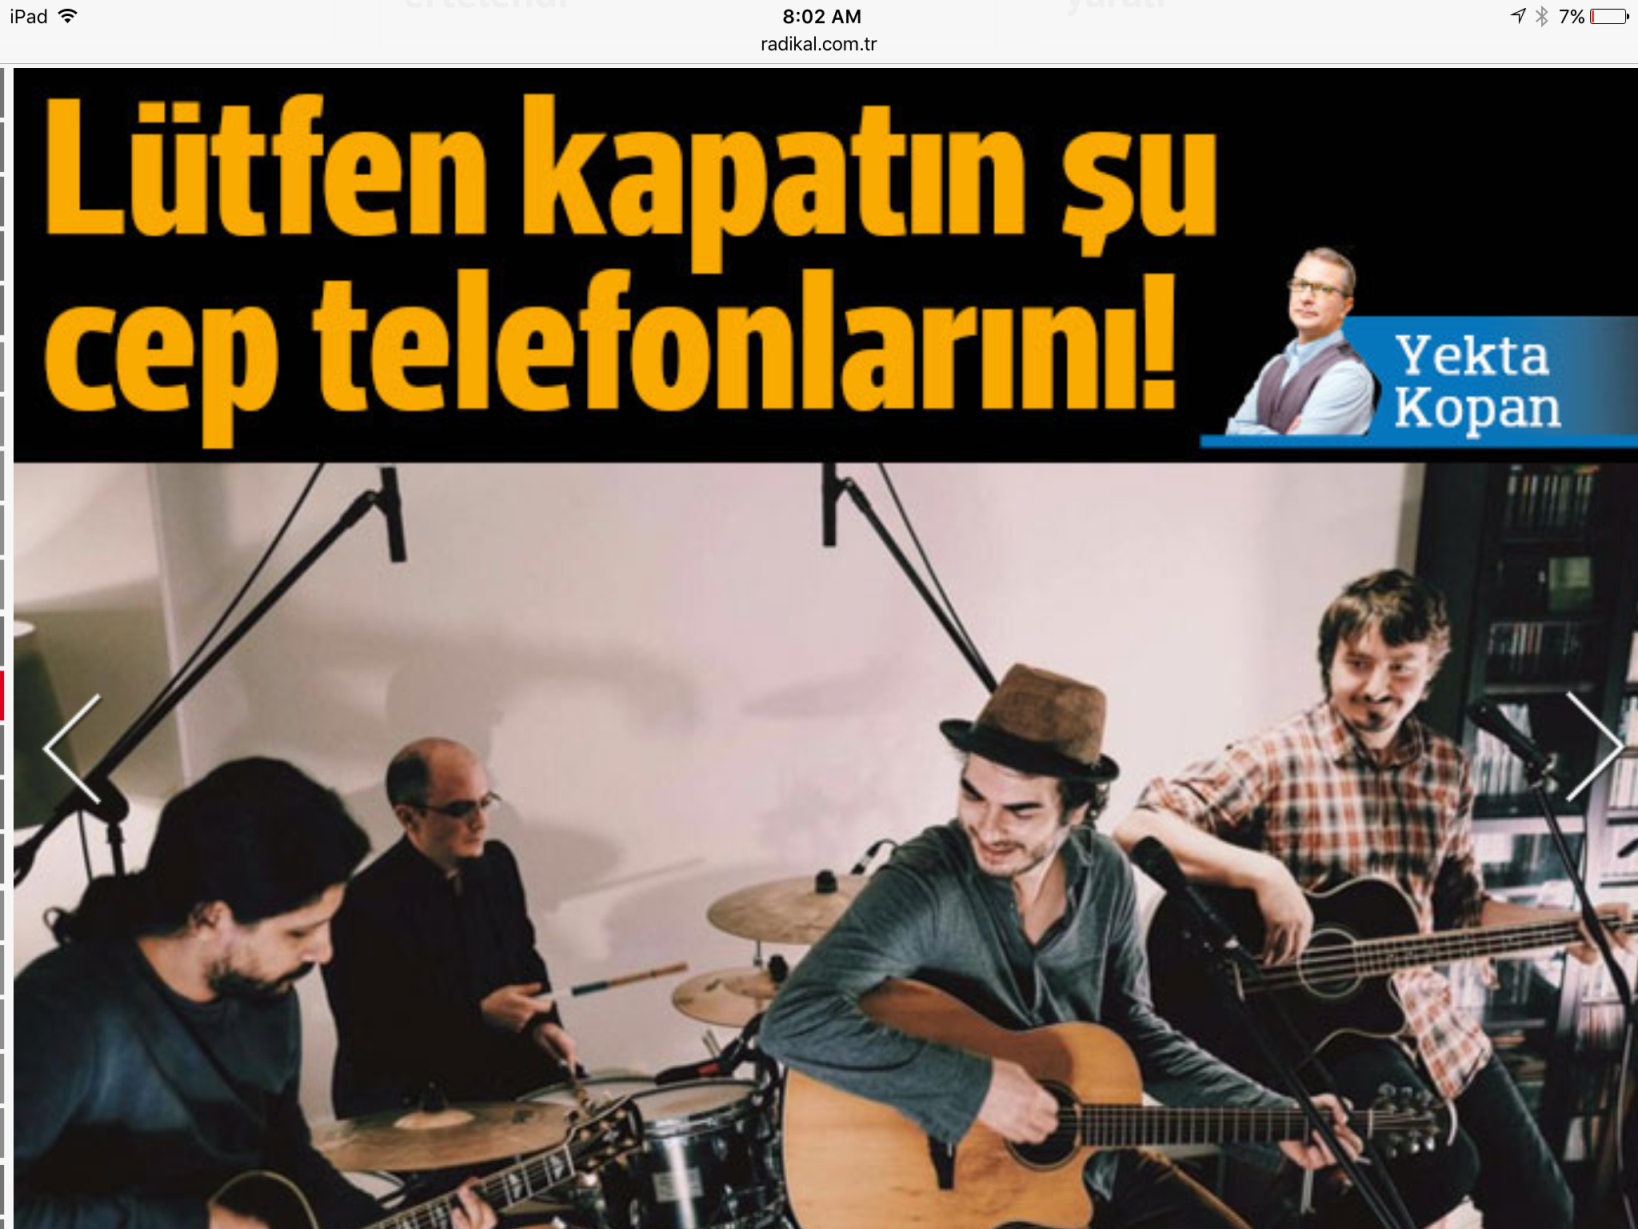 iPad
8:02 AM
7%
radikal.com.tr
Lütfen kapatın şu
cep telefonlarını!
Yekta
Kopan